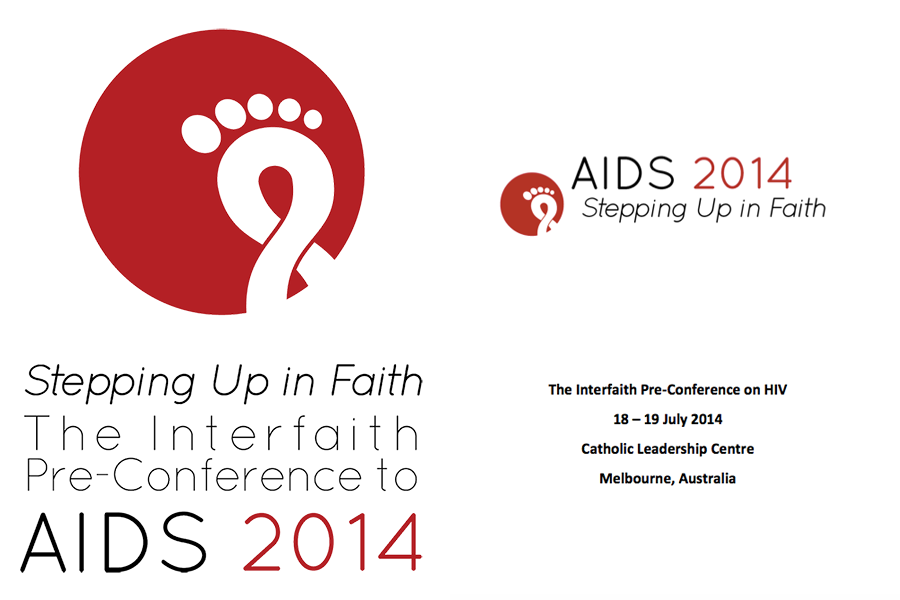 Stepping Up in Faith
The Interfaith
Pre-Conference to
AIDS 2014
AIDS 2014
Stepping Up in Faith
The Interfaith Pre-Conference on HIV
18 – 19 July 2014
Catholic Leadership Centre
Melbourne, Australia